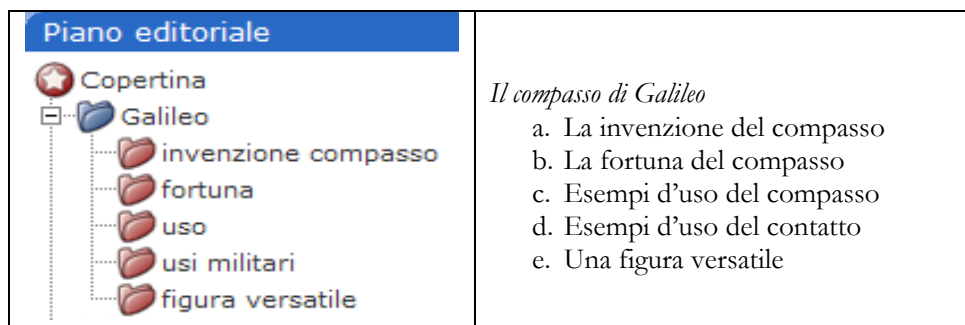 Piano editoriale
Copertina
Galileo
invenzione compasso
fortuna
uso
usi militari
figura versatile
Il compasso di Galileo
a. La invenzione del compasso
b. La fortuna del compasso
c. Esempi d'uso del compasso
d. Esempi d'uso del contatto
e. Una figura versatile